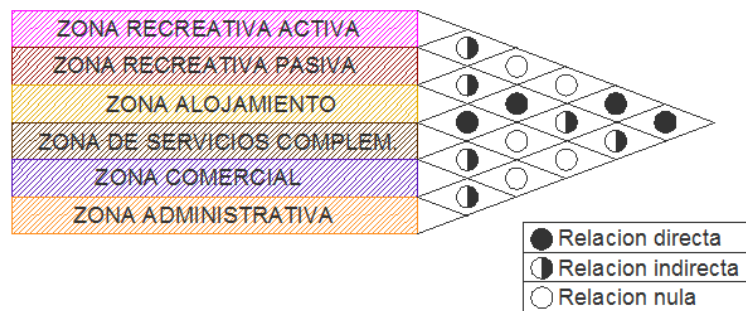 ZONA RECREATIVA ACTIVA
ZONA RECREATIVA PASIVA
ZONA ALOJAMIENTO
ZONA DE SERVICIOS COMPLEM.
ZONA COMERCIAL
ZONA ADMINISTRATIVA
Relacion directa
Relacion indirecta
Relacion nula